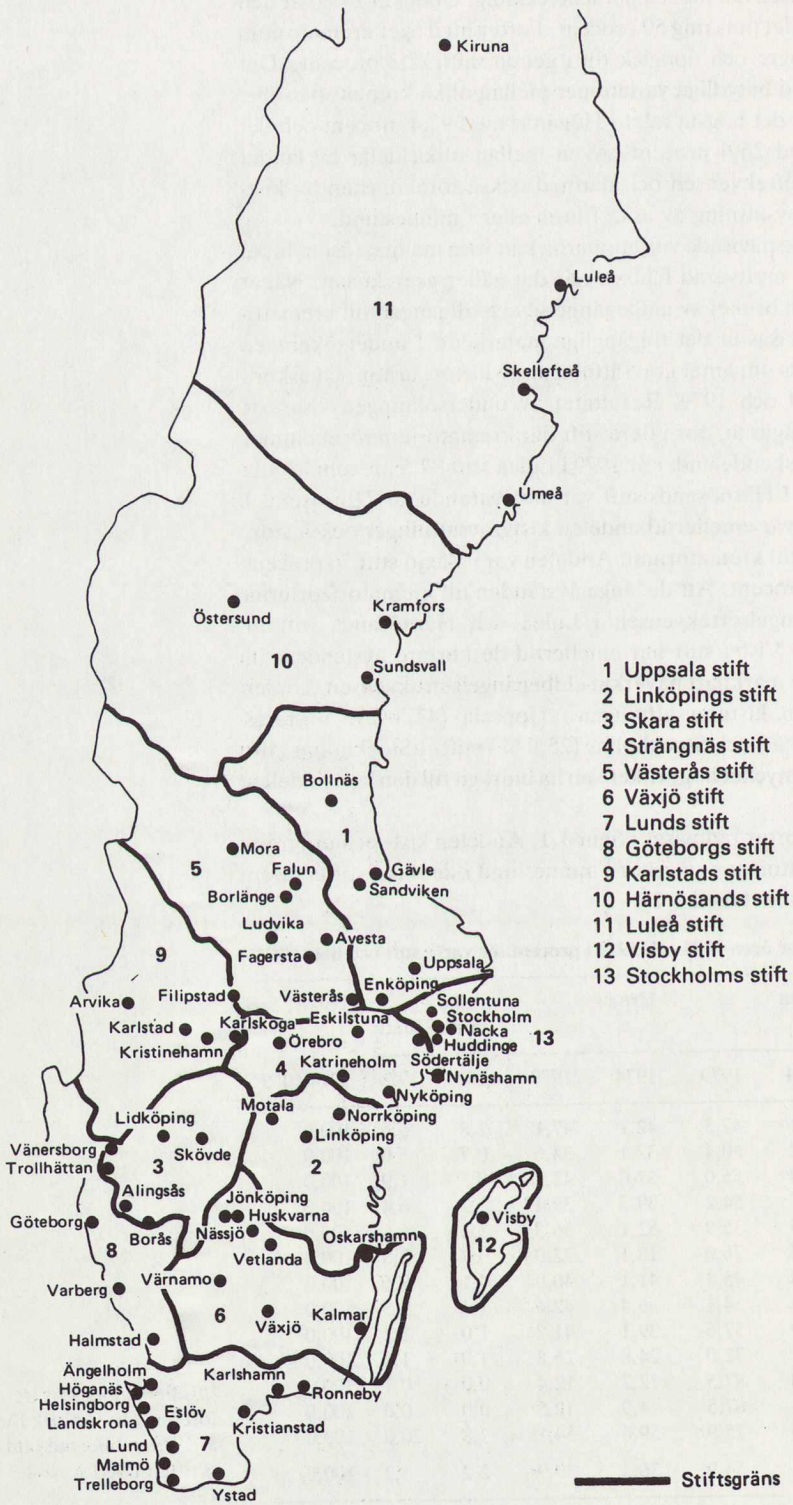 Kiruna
Luleå
11
Skellefteå
Umeå
Östersund
Kramfors
10
Sundsvall
1 Uppsala stift
2 Linköpings stift
3 Skara stift
4 Strängnäs stift
5 Västerås stift
6 Växjö stift
7 Lunds stift
8 Göteborgs stift
9 Karlstads stift
10 Härnösands stift
11 Luleå stift
12 Visby stift
13 Stockholms stift
Bollnäs
1
Mora
5
Falun
Gävle
Borlänge
Sandviken
Ludvika
Avesta
9
Fagersta
Uppsala
Enköping
Arvika
Filipstad
Västerås
Sollentuna
Karlstad
Karlskoga
Eskilstuna
Stockholm
Nacka
13
Kristinehamn
Örebro
Huddinge
4
Katrineholm
Södertälje
Nynäshamn
Nyköping
Motala
Norrköping
Lidköping
Linköping
Vänersborg
Skövde
2
Trollhättan
3
Alingsås
Jönköping
Göteborg
Huskvarna
Visby
Borås
Nässjö
Oskarshamn
12
8
Vetlanda
Varberg
Värnamo
6
Växjö
Kalmar
Halmstad
Ängelholm
Karlshamn
Höganäs
Ronneby
Helsingborg
Eslöv
Landskrona
Kristianstad
Lund
7
Malmö
Trelleborg
Ystad
Stiftsgräns